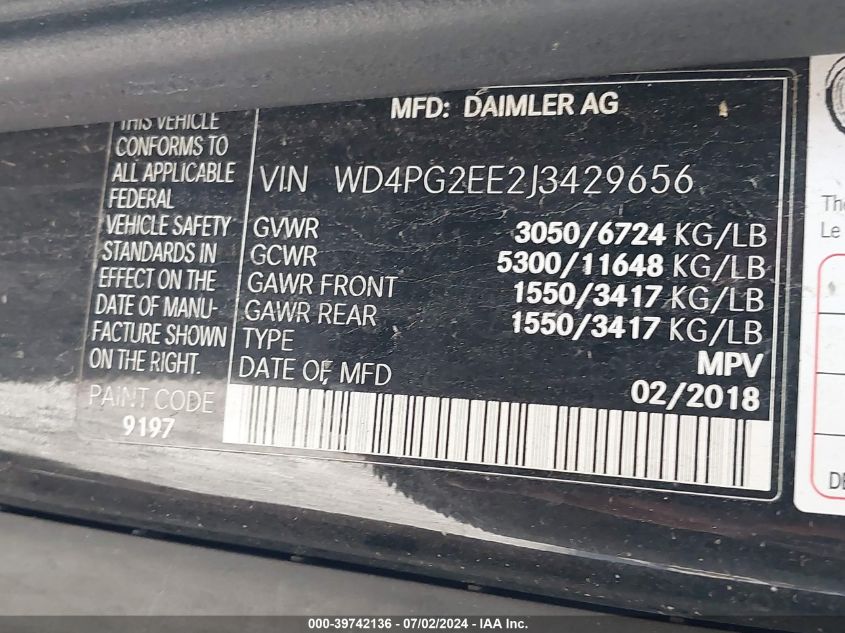 MFD: DAIMLER AG
THIS VEHICLE
CONFORMS TO
ALL APPLICABLE
FEDERAL
VEHICLE SAFETY
STANDARDS IN
EFFECT ON THE
DATE OF MANU-
FACTURE SHOWN
ON THE RIGHT.
PAINT CODE
9197
VIN WD4PG2EE2J3429656
GVWR 3050/6724 KG/LB
GCWR 5300/11648 KG/LB
GAWR FRONT 1550/3417 KG/LB
GAWR REAR 1550/3417 KG/LB
TYPE MPV
DATE OF MFD 02/2018
Le
000-39742136 - 07/02/2024 - IAA Inc.